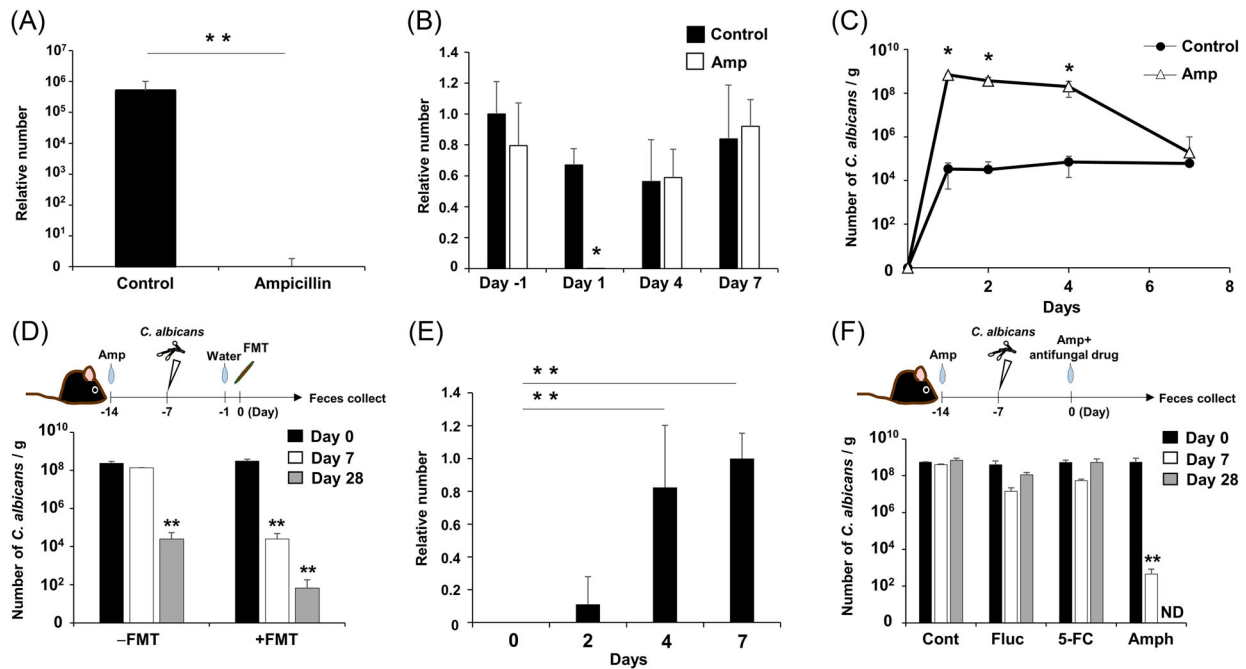 (A)
* *
Relative number
10⁷
10⁶
10⁵
10⁴
10³
10²
10¹
0
Control
Ampicillin
(B)
Control
Amp
Relative number
1.4
1.2
1.0
0.8
0.6
0.4
0.2
0
*
Day -1
Day 1
Day 4
Day 7
(C)
Control
Amp
Number of C. albicans / g
10¹⁰
10⁸
10⁶
10⁴
10²
0
* * *
2
4
6
8
Days
(D)
C. albicans
Amp
Water
FMT
-14
-7
-1
0 (Day)
Feces collect
Number of C. albicans / g
10¹⁰
10⁸
10⁶
10⁴
10²
0
Day 0
Day 7
Day 28
**
**
**
–FMT
+FMT
(E)
* *
* *
Relative number
1.4
1.2
1.0
0.8
0.6
0.4
0.2
0
0
2
4
7
Days
(F)
C. albicans
Amp
Amp+
antifungal drug
-14
-7
0 (Day)
Feces collect
Number of C. albicans / g
10¹⁰
10⁸
10⁶
10⁴
10²
0
Day 0
Day 7
Day 28
**
ND
Cont
Fluc
5-FC
Amph